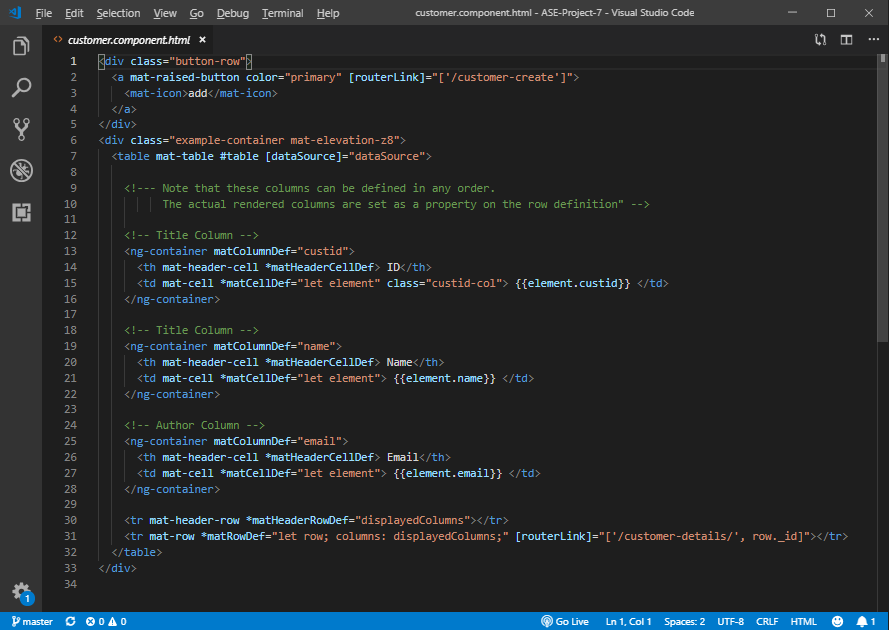 File Edit Selection View Go Debug Terminal Help customer.component.html - ASE-Project-7 - Visual Studio Code
<> customer.component.html ×
1 <div class="button-row">
2 <a mat-raised-button color="primary" [routerLink]="['/customer-create']">
3 <mat-icon>add</mat-icon>
4 </a>
5 </div>
6 <div class="example-container mat-elevation-z8">
7 <table mat-table #table [dataSource]="dataSource">
8
9 <!--- Note that these columns can be defined in any order.
10 The actual rendered columns are set as a property on the row definition" -->
11
12 <!-- Title Column -->
13 <ng-container matColumnDef="custid">
14 <th mat-header-cell *matHeaderCellDef> ID</th>
15 <td mat-cell *matCellDef="let element" class="custid-col"> {{element.custid}} </td>
16 </ng-container>
17
18 <!-- Title Column -->
19 <ng-container matColumnDef="name">
20 <th mat-header-cell *matHeaderCellDef> Name</th>
21 <td mat-cell *matCellDef="let element"> {{element.name}} </td>
22 </ng-container>
23
24 <!-- Author Column -->
25 <ng-container matColumnDef="email">
26 <th mat-header-cell *matHeaderCellDef> Email</th>
27 <td mat-cell *matCellDef="let element"> {{element.email}} </td>
28 </ng-container>
29
30 <tr mat-header-row *matHeaderRowDef="displayedColumns"></tr>
31 <tr mat-row *matRowDef="let row; columns: displayedColumns;" [routerLink]="['/customer-details/', row._id]"></tr>
32 </table>
33 </div>
34
1
master 0 0 Go Live Ln 1, Col 1 Spaces: 2 UTF-8 CRLF HTML 1